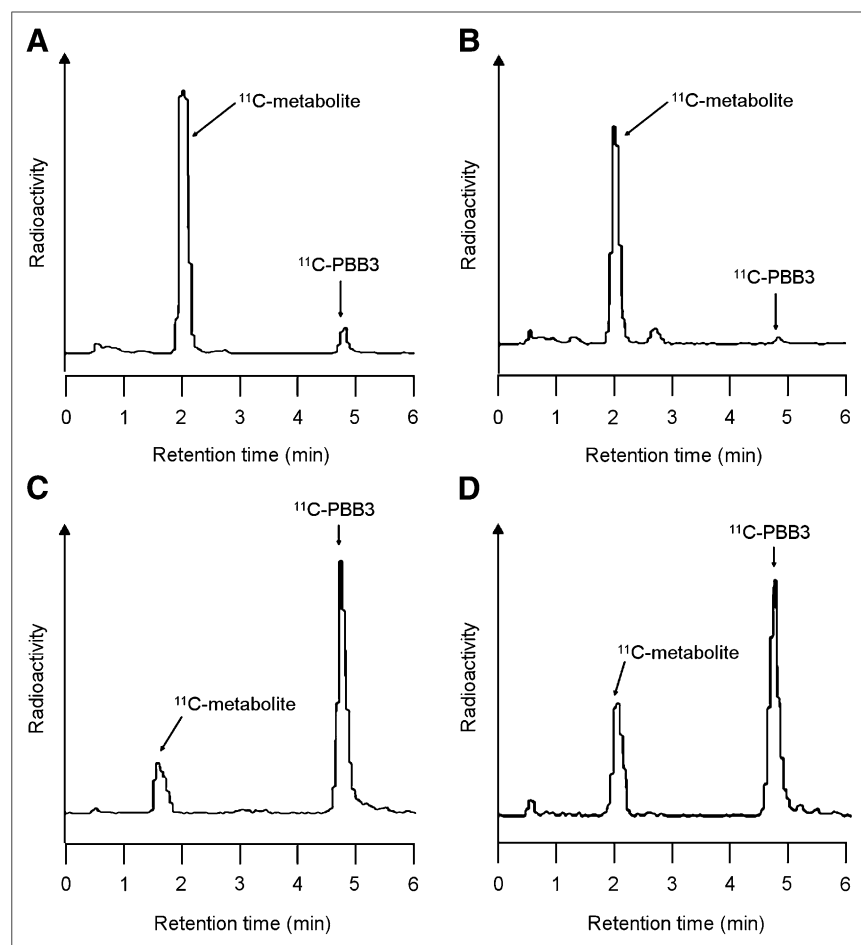 A
B
¹¹C-metabolite
¹¹C-metabolite
¹¹C-PBB3
¹¹C-PBB3
Radioactivity
Radioactivity
0 1 2 3 4 5 6
0 1 2 3 4 5 6
Retention time (min)
Retention time (min)
C
D
¹¹C-PBB3
¹¹C-PBB3
¹¹C-metabolite
¹¹C-metabolite
Radioactivity
Radioactivity
0 1 2 3 4 5 6
0 1 2 3 4 5 6
Retention time (min)
Retention time (min)